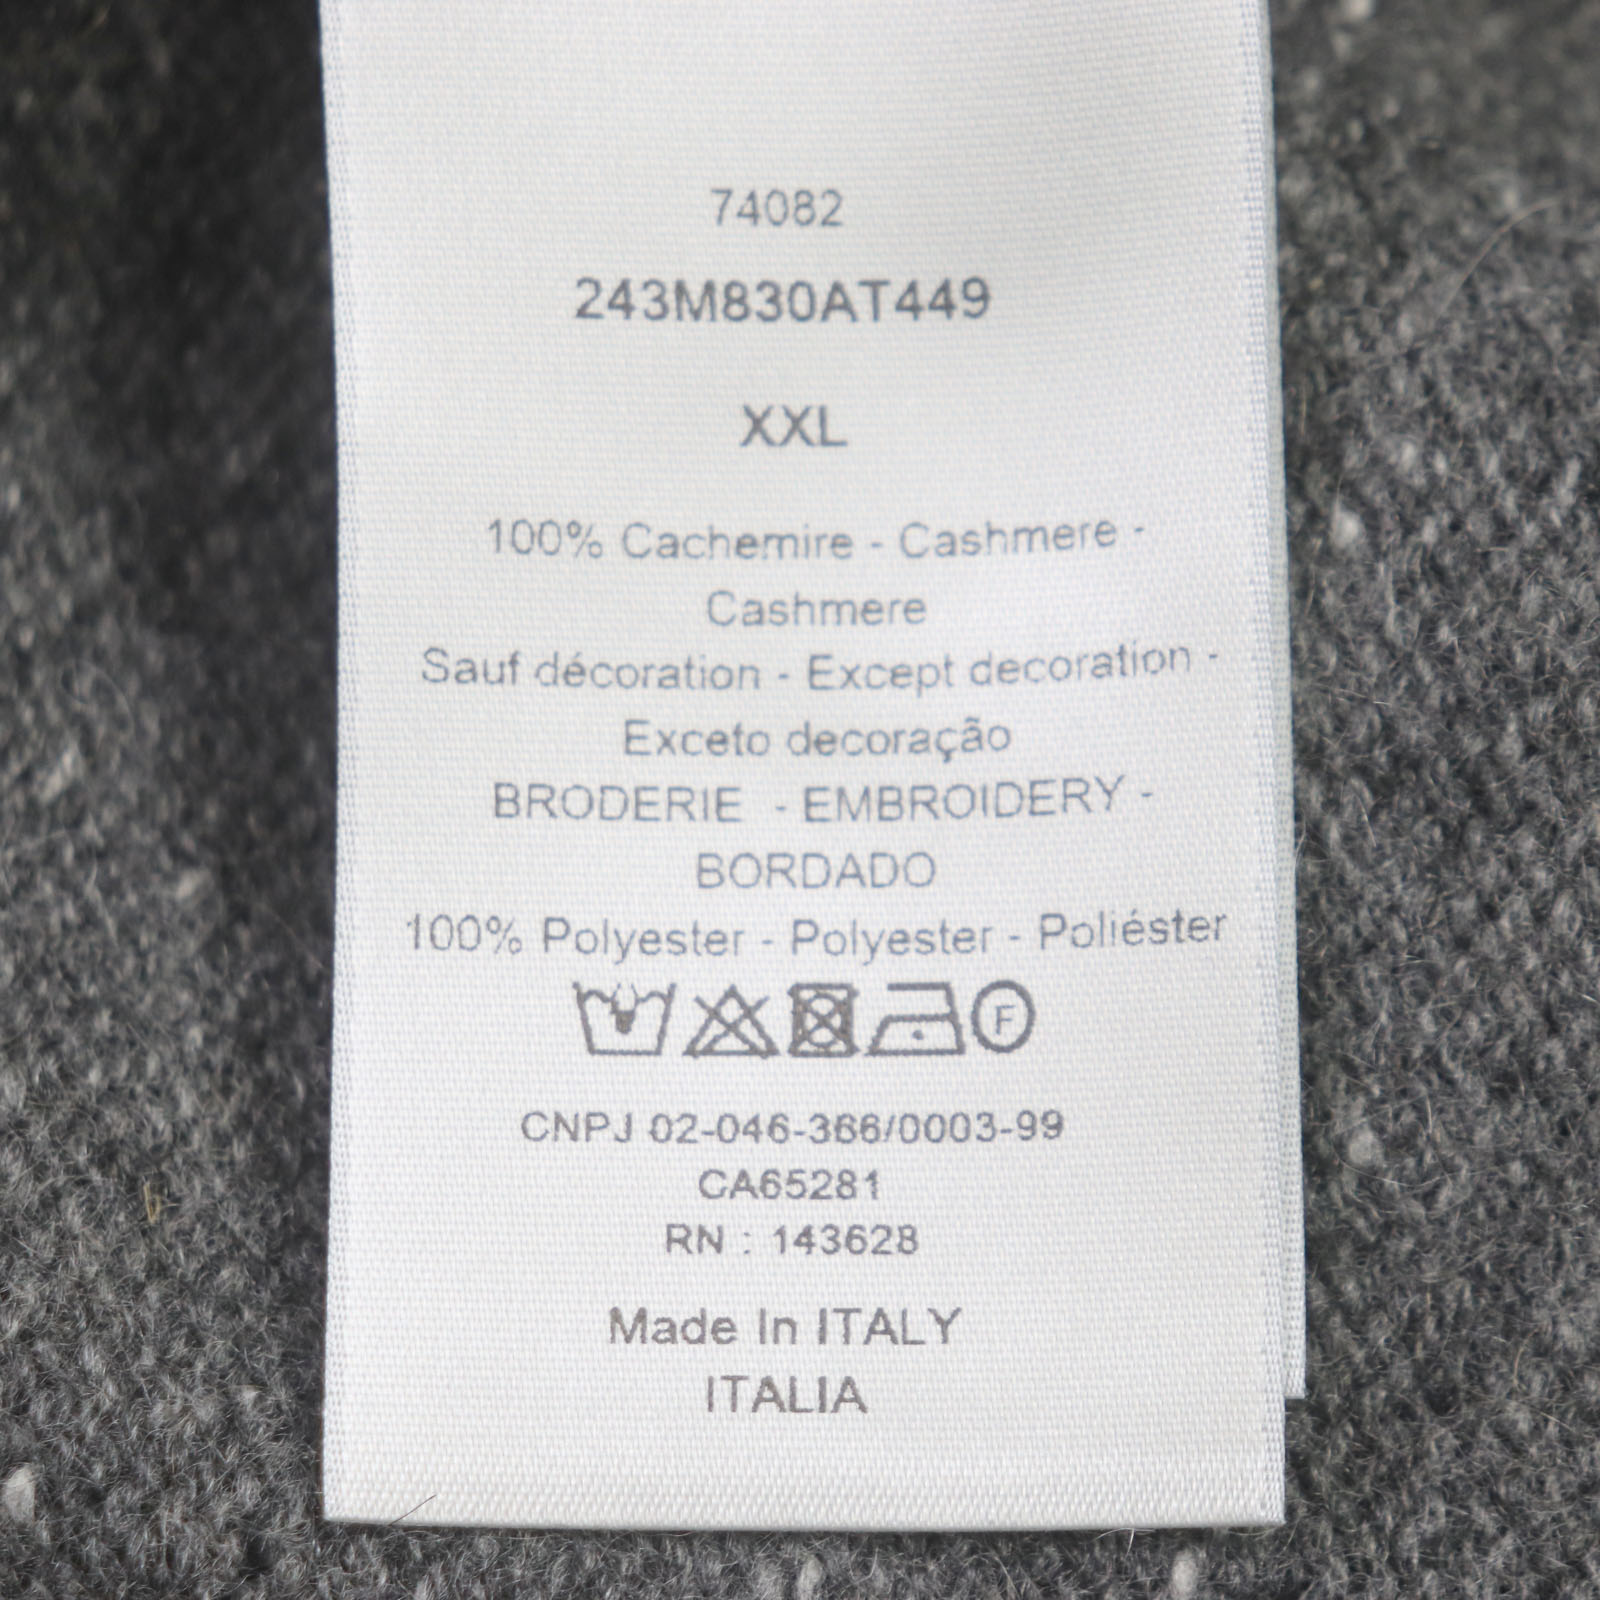 74082
243M830AT449
XXL
100% Cachemire - Cashmere -
Cashmere
Sauf décoration - Except decoration -
Exceto decoração
BRODERIE - EMBROIDERY -
BORDADO
100% Polyester - Polyester - Poliéster
F
CNPJ 02-046-366/0003-99
CA65281
RN : 143628
Made In ITALY
ITALIA